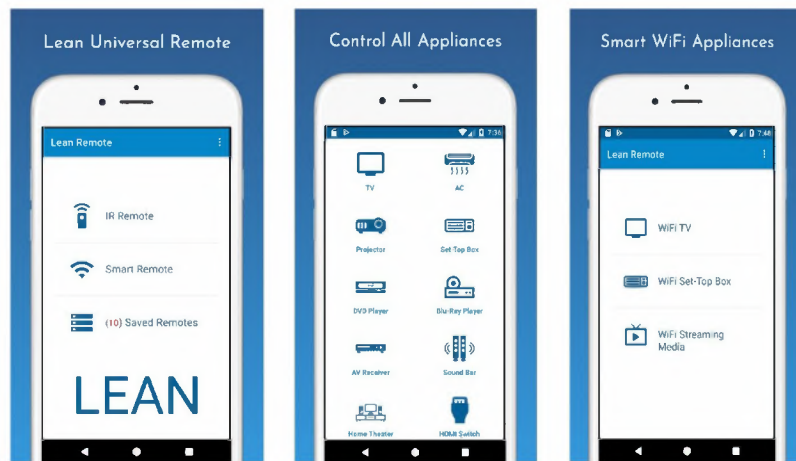 Lean Universal Remote
Lean Remote
IR Remote
Smart Remote
(10) Saved Remotes
LEAN
Control All Appliances
7:36
TV
AC
Projector
Set-Top Box
DVD Player
Blu-Ray Player
AV Receiver
Sound Bar
Home Theater
HDMI Switch
Smart WiFi Appliances
7:48
Lean Remote
WiFi TV
WiFi Set-Top Box
WiFi Streaming
Media